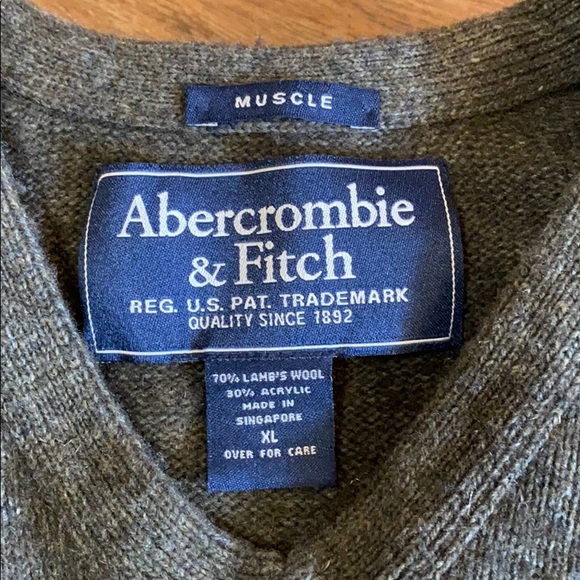 MUSCLE
Abercrombie
& Fitch
REG. U.S. PAT. TRADEMARK
QUALITY SINCE 1892
70% LAMB'S WOOL
30% ACRYLIC
MADE IN
SINGAPORE
XL
OVER FOR CARE